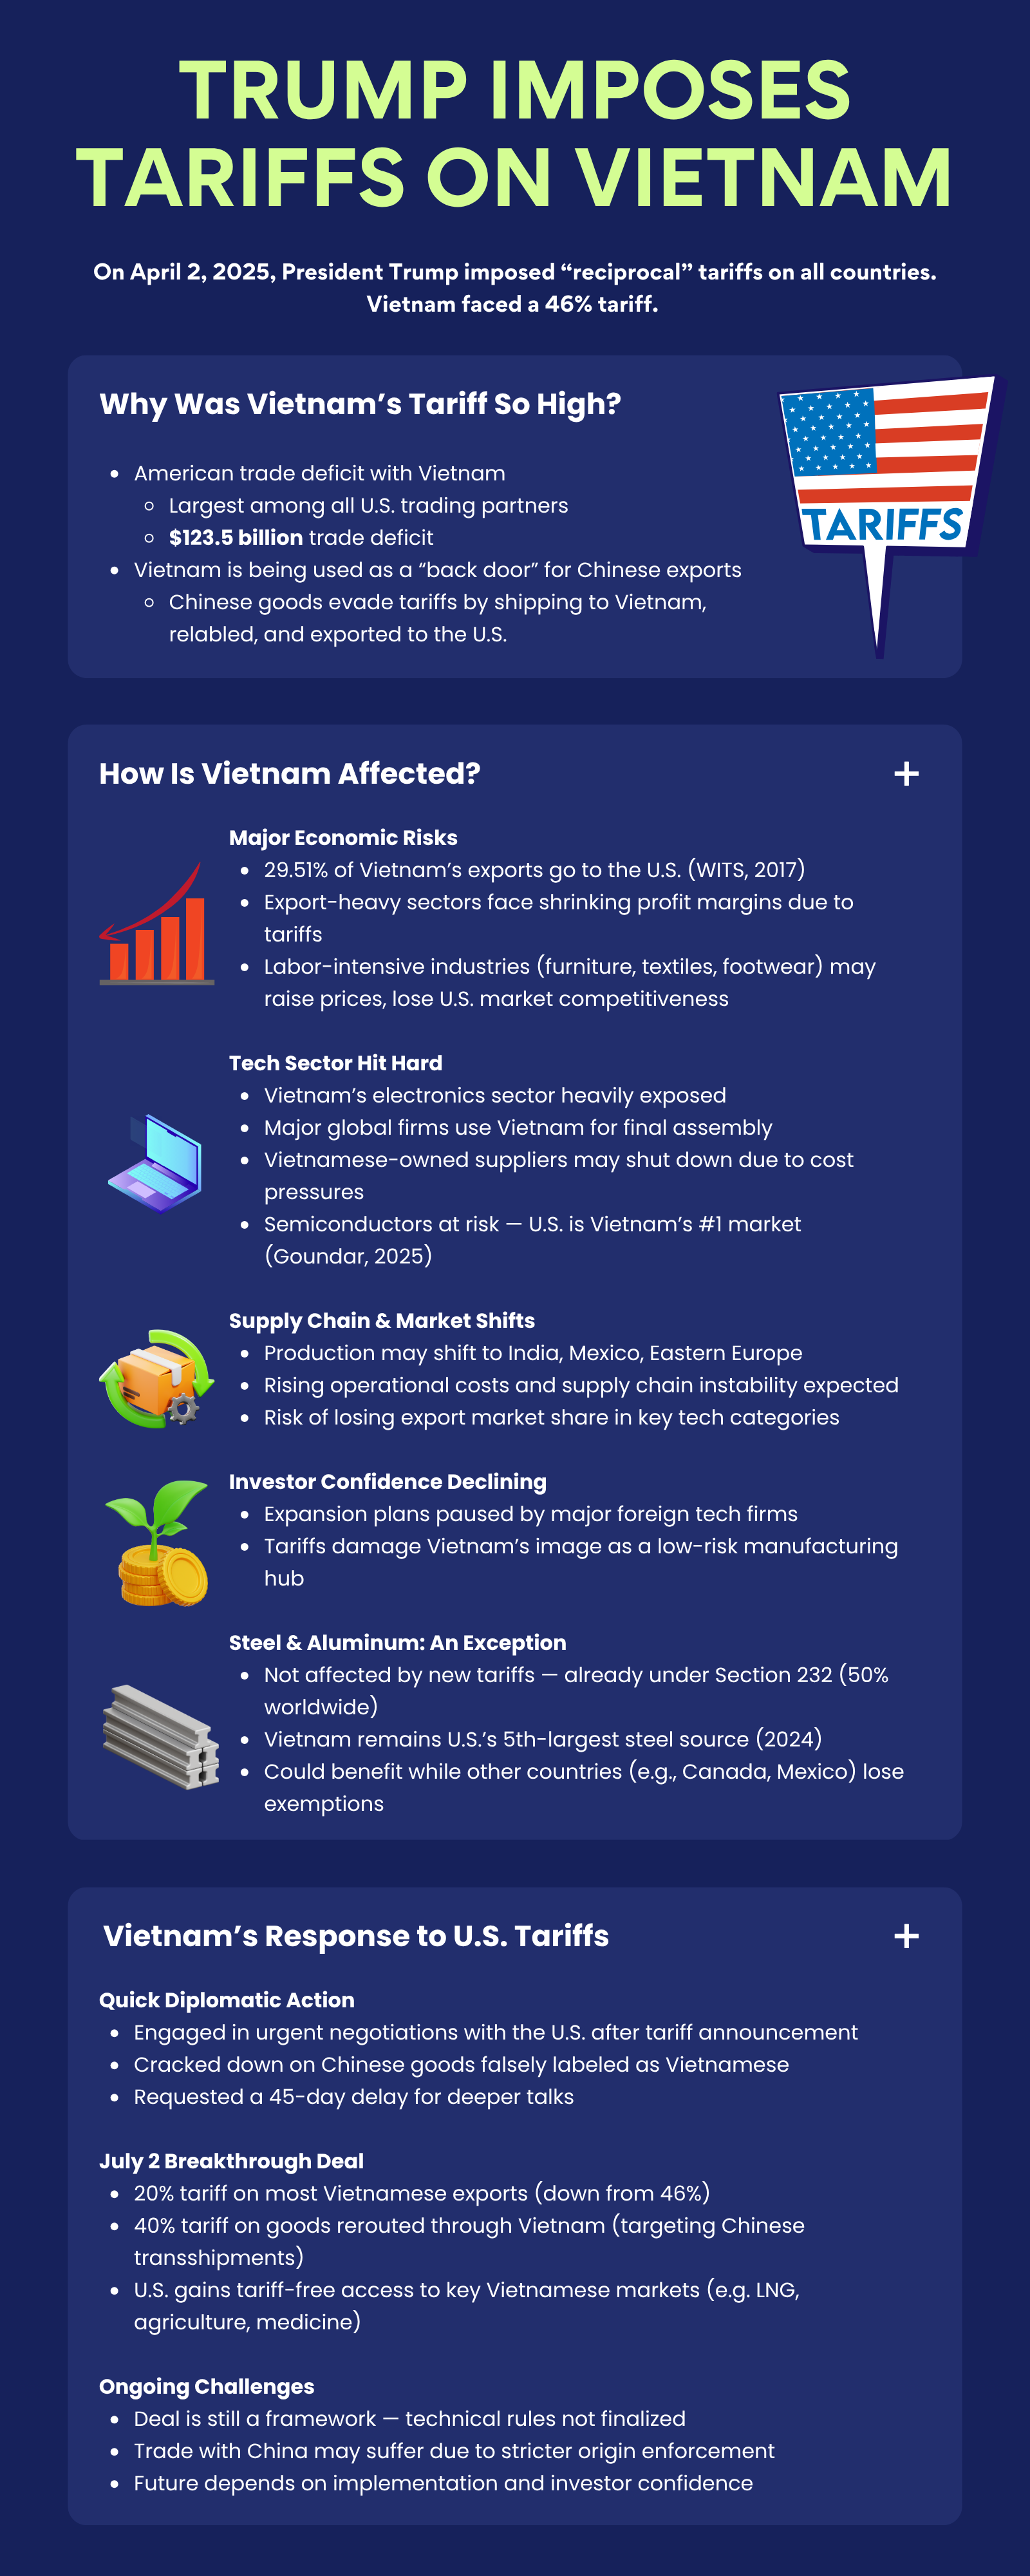 TRUMP IMPOSES
TARIFFS ON VIETNAM
On April 2, 2025, President Trump imposed “reciprocal” tariffs on all countries.
Vietnam faced a 46% tariff.
Why Was Vietnam’s Tariff So High?
TARIFFS
• American trade deficit with Vietnam
◦ Largest among all U.S. trading partners
◦ $123.5 billion trade deficit
• Vietnam is being used as a “back door” for Chinese exports
◦ Chinese goods evade tariffs by shipping to Vietnam,
relabled, and exported to the U.S.
How Is Vietnam Affected?
+
Major Economic Risks
• 29.51% of Vietnam’s exports go to the U.S. (WITS, 2017)
• Export-heavy sectors face shrinking profit margins due to
tariffs
• Labor-intensive industries (furniture, textiles, footwear) may
raise prices, lose U.S. market competitiveness
Tech Sector Hit Hard
• Vietnam’s electronics sector heavily exposed
• Major global firms use Vietnam for final assembly
• Vietnamese-owned suppliers may shut down due to cost
pressures
• Semiconductors at risk — U.S. is Vietnam’s #1 market
(Goundar, 2025)
Supply Chain & Market Shifts
• Production may shift to India, Mexico, Eastern Europe
• Rising operational costs and supply chain instability expected
• Risk of losing export market share in key tech categories
Investor Confidence Declining
• Expansion plans paused by major foreign tech firms
• Tariffs damage Vietnam’s image as a low-risk manufacturing
hub
Steel & Aluminum: An Exception
• Not affected by new tariffs — already under Section 232 (50%
worldwide)
• Vietnam remains U.S.’s 5th-largest steel source (2024)
• Could benefit while other countries (e.g., Canada, Mexico) lose
exemptions
Vietnam’s Response to U.S. Tariffs
+
Quick Diplomatic Action
• Engaged in urgent negotiations with the U.S. after tariff announcement
• Cracked down on Chinese goods falsely labeled as Vietnamese
• Requested a 45-day delay for deeper talks
July 2 Breakthrough Deal
• 20% tariff on most Vietnamese exports (down from 46%)
• 40% tariff on goods rerouted through Vietnam (targeting Chinese
transshipments)
• U.S. gains tariff-free access to key Vietnamese markets (e.g. LNG,
agriculture, medicine)
Ongoing Challenges
• Deal is still a framework — technical rules not finalized
• Trade with China may suffer due to stricter origin enforcement
• Future depends on implementation and investor confidence